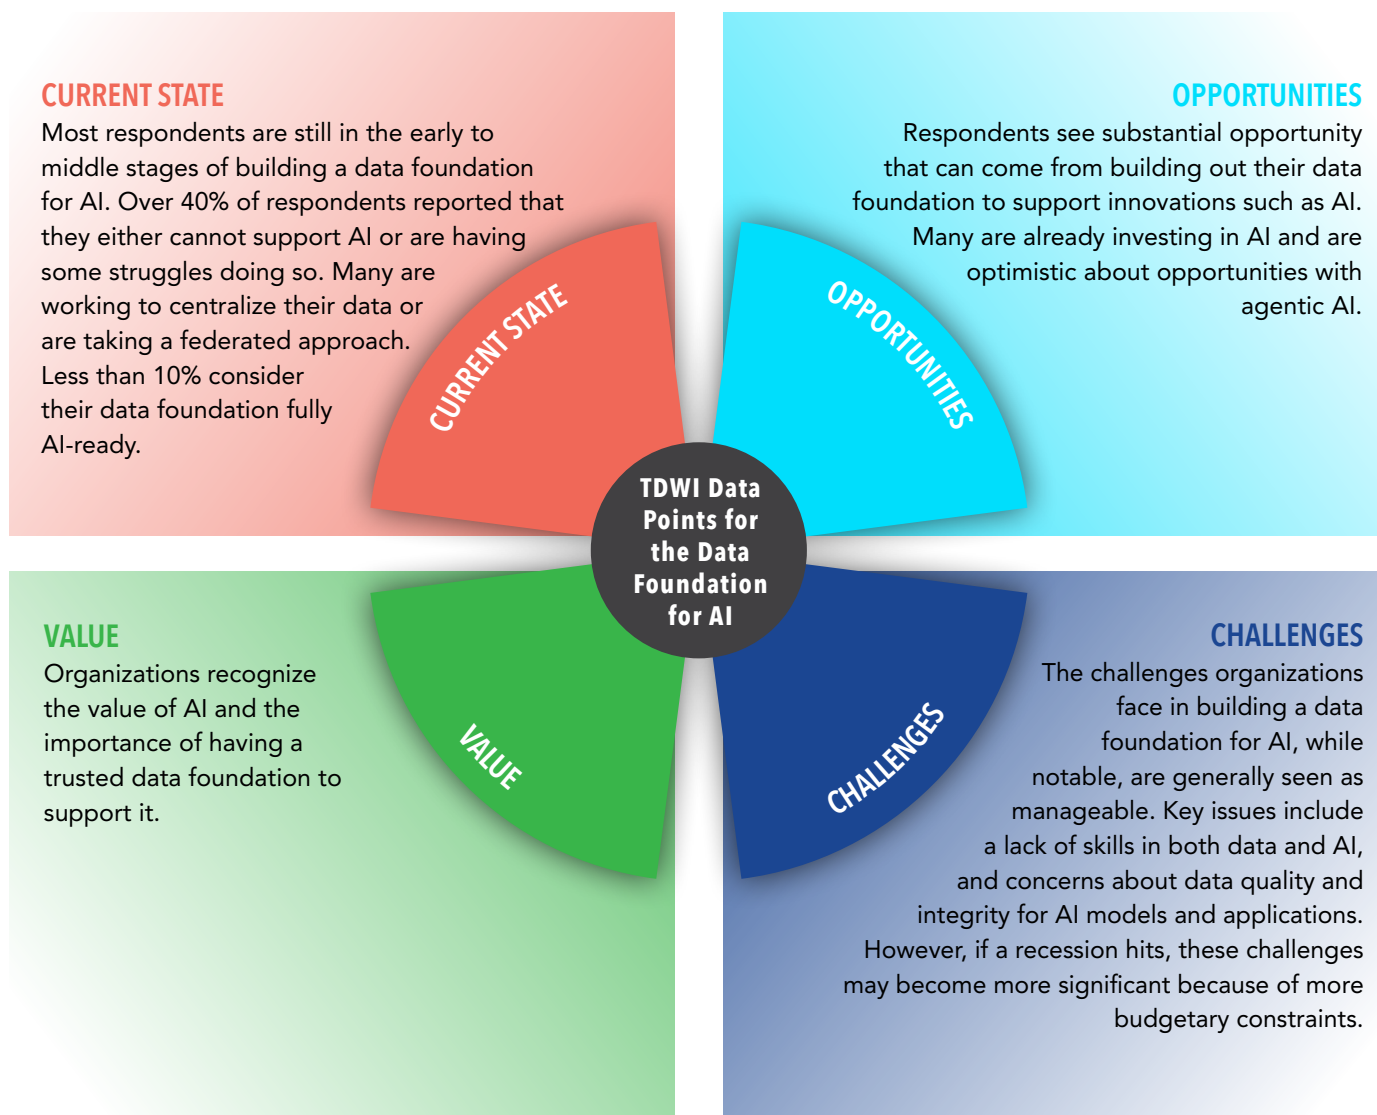 CURRENT STATE
Most respondents are still in the early to
middle stages of building a data foundation
for AI. Over 40% of respondents reported that
they either cannot support AI or are having
some struggles doing so. Many are
working to centralize their data or
are taking a federated approach.
Less than 10% consider
their data foundation fully
AI-ready.
OPPORTUNITIES
Respondents see substantial opportunity
that can come from building out their data
foundation to support innovations such as AI.
Many are already investing in AI and are
optimistic about opportunities with
agentic AI.
CURRENT STATE
OPPORTUNITIES
TDWI Data
Points for
the Data
Foundation
for AI
VALUE
Organizations recognize
the value of AI and the
importance of having a
trusted data foundation to
support it.
VALUE
CHALLENGES
CHALLENGES
The challenges organizations
face in building a data
foundation for AI, while
notable, are generally seen as
manageable. Key issues include
a lack of skills in both data and AI,
and concerns about data quality and
integrity for AI models and applications.
However, if a recession hits, these challenges
may become more significant because of more
budgetary constraints.